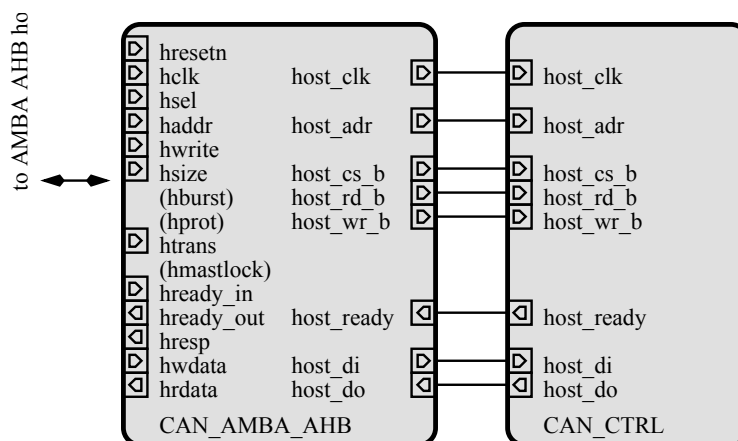 to AMBA AHB ho
hresetn
hclk host_clk host_clk
hsel
haddr host_adr host_adr
hwrite
hsize host_cs_b host_cs_b
(hburst) host_rd_b host_rd_b
(hprot) host_wr_b host_wr_b
htrans
(hmastlock)
hready_in
hready_out host_ready host_ready
hresp
hwdata host_di host_di
hrdata host_do host_do
CAN_AMBA_AHB CAN_CTRL